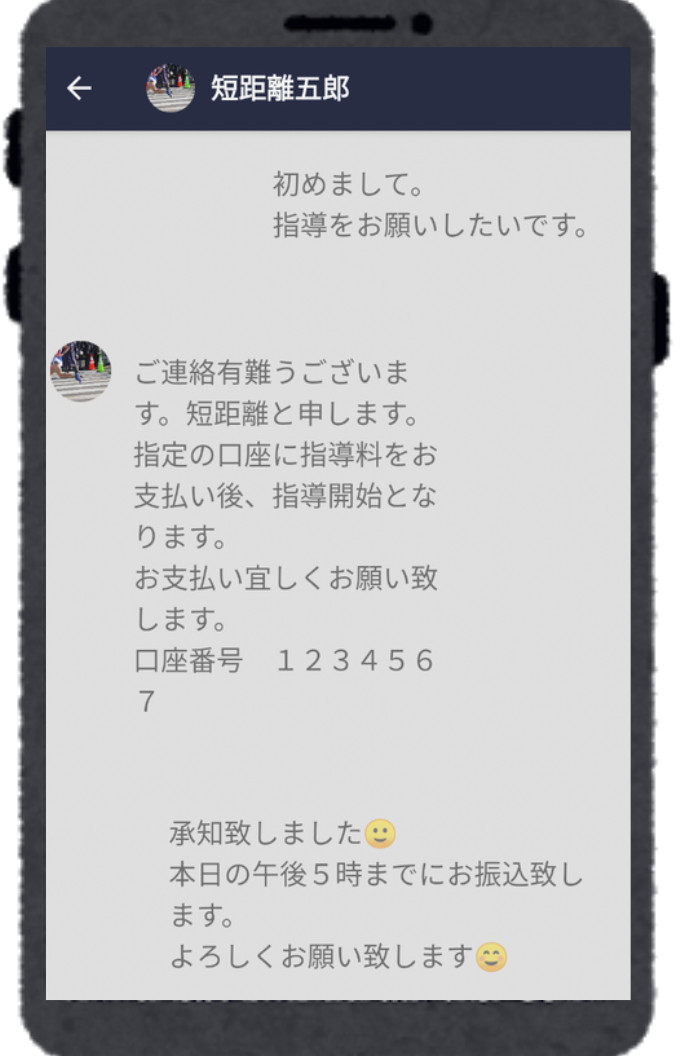 短距離五郎
初めまして。
指導をお願いしたいです。
ご連絡有難うございま
す。短距離と申します。
指定の口座に指導料をお
支払い後、指導開始とな
ります。
お支払い宜しくお願い致
します。
口座番号　１２３４５６
７
承知致しました🙂
本日の午後５時までにお振込致し
ます。
よろしくお願い致します😊